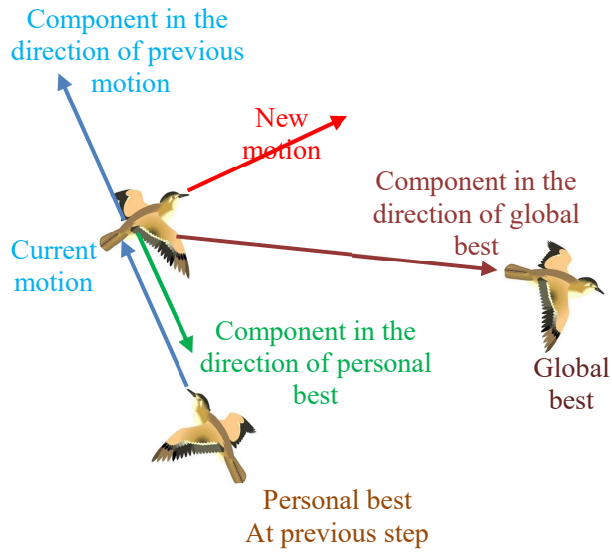 Component in the
direction of previous
motion
New
motion
Component in the
direction of global
best
Current
motion
Component in the
direction of personal
best
Global
best
Personal best
At previous step